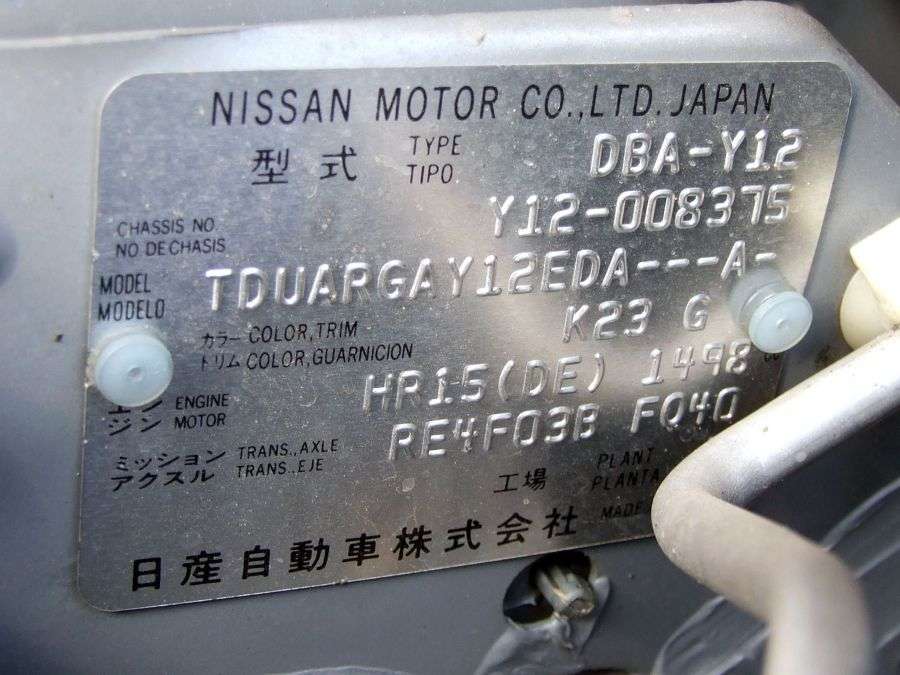 NISSAN MOTOR CO.,LTD. JAPAN
型式 TYPE TIPO DBA-Y12
CHASSIS NO NO DE CHASIS Y12-008375
MODEL MODELO TDUARGAY12EDA---A-
カラー COLOR,TRIM トリム COLOR,GUARNICION K23 G
エンジン ENGINE MOTOR HR15(DE) 1498 cc
ミッション TRANS.,AXLE アクスル TRANS.,EJE RE4F03B FQ40
工場 PLANT PLANTA
日産自動車株式会社 MADE